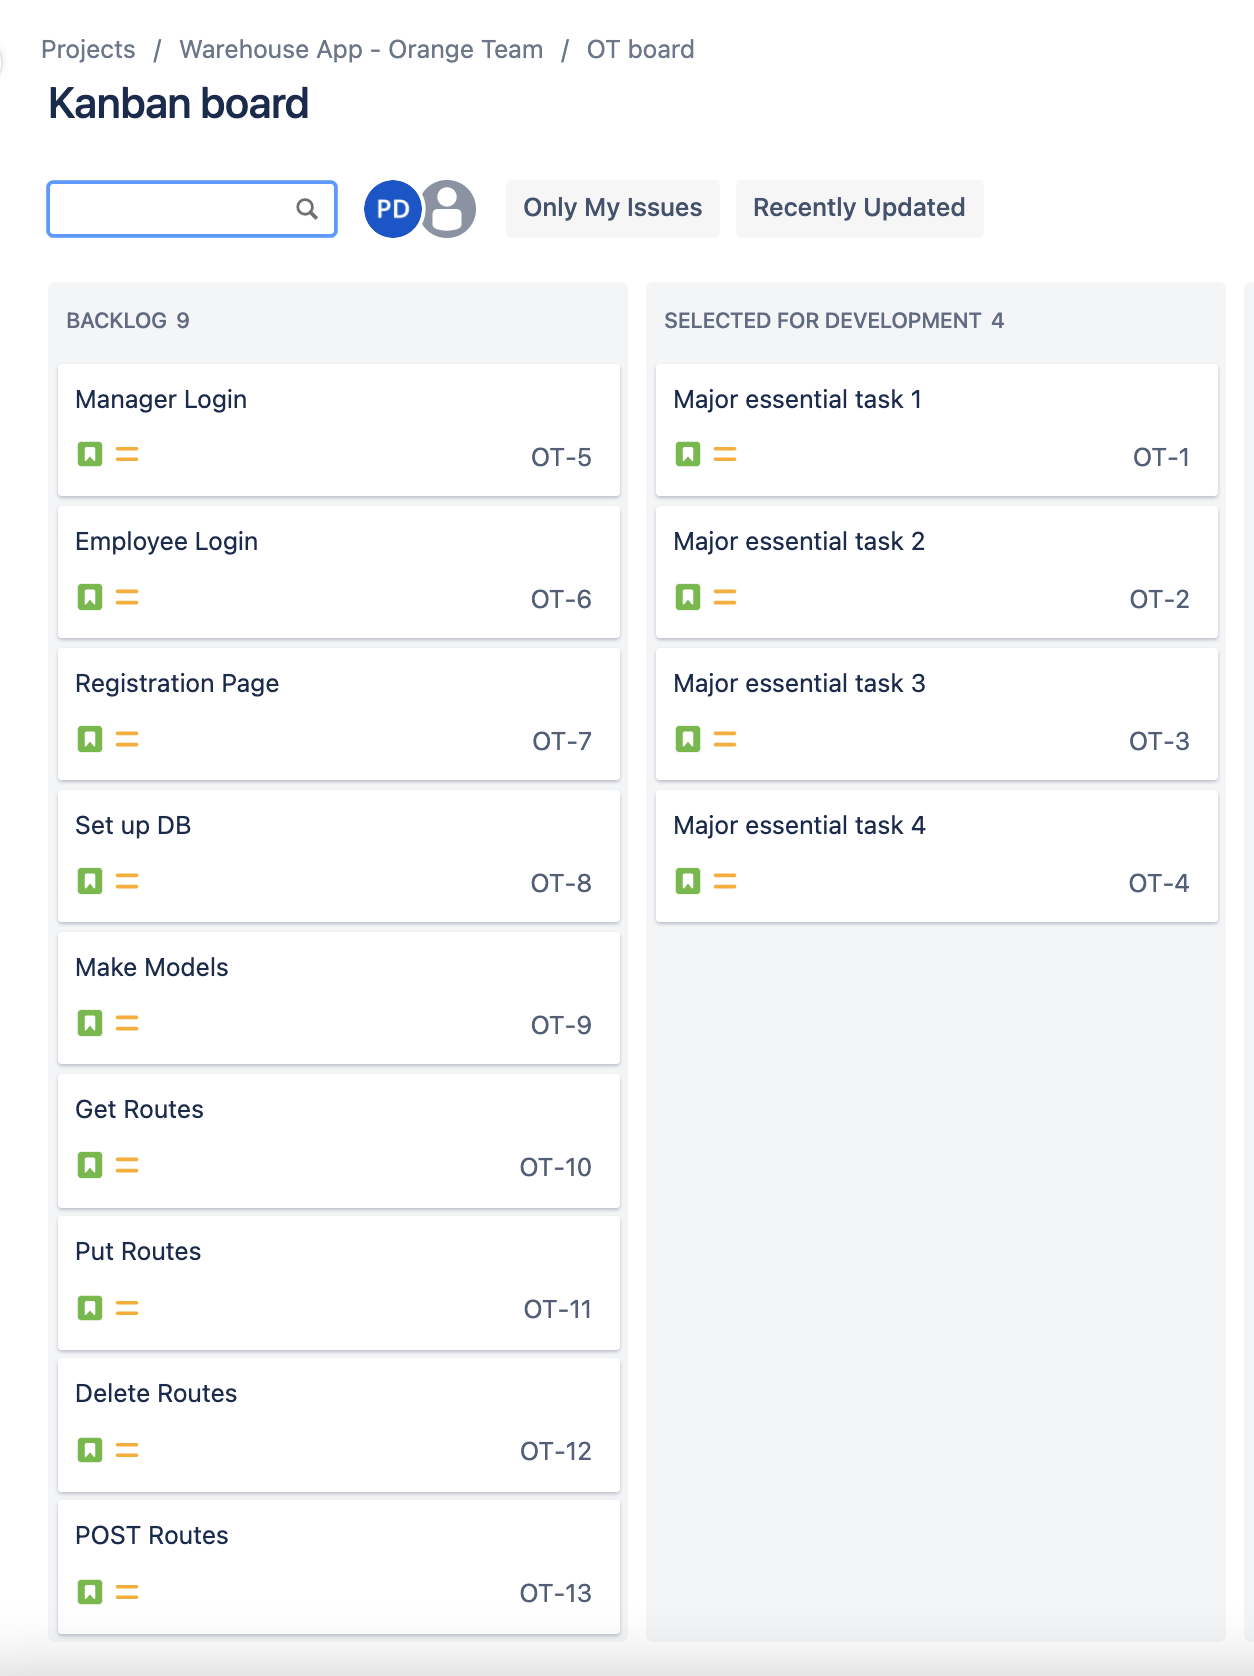 Projects / Warehouse App - Orange Team / OT board
Kanban board
PD
Only My Issues
Recently Updated
BACKLOG 9
Manager Login
OT-5
Employee Login
OT-6
Registration Page
OT-7
Set up DB
OT-8
Make Models
OT-9
Get Routes
OT-10
Put Routes
OT-11
Delete Routes
OT-12
POST Routes
OT-13
SELECTED FOR DEVELOPMENT 4
Major essential task 1
OT-1
Major essential task 2
OT-2
Major essential task 3
OT-3
Major essential task 4
OT-4